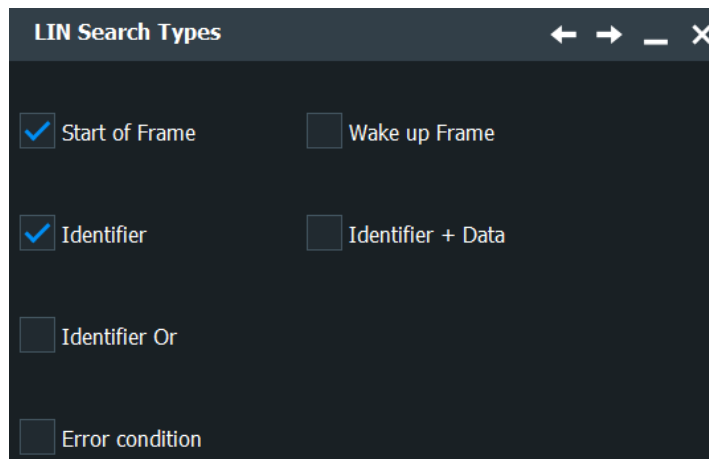 LIN Search Types
Start of Frame
Wake up Frame
Identifier
Identifier + Data
Identifier Or
Error condition